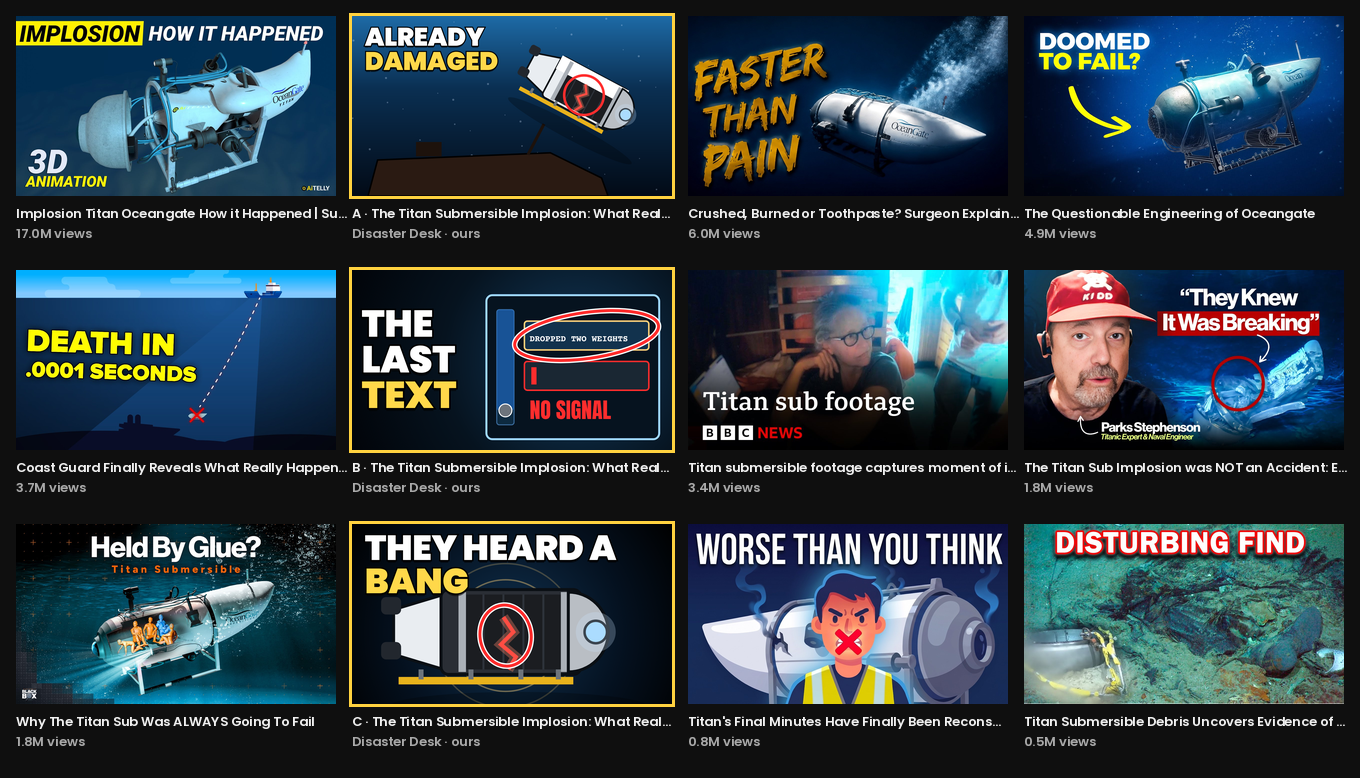 IMPLOSION HOW IT HAPPENED
OceanGate
TITAN
3D
ANIMATION
AiTELLY
Implosion Titan Oceangate How it Happened | Su...
17.0M views
ALREADY
DAMAGED
A · The Titan Submersible Implosion: What Real...
Disaster Desk · ours
FASTER
THAN
PAIN
OceanGate
Crushed, Burned or Toothpaste? Surgeon Explain...
6.0M views
DOOMED
TO FAIL?
OceanGate
The Questionable Engineering of Oceangate
4.9M views
DEATH IN
.0001 SECONDS
Coast Guard Finally Reveals What Really Happen...
3.7M views
THE
LAST
TEXT
DROPPED TWO WEIGHTS
NO SIGNAL
B · The Titan Submersible Implosion: What Real...
Disaster Desk · ours
Titan sub footage
BBC NEWS
Titan submersible footage captures moment of i...
3.4M views
KIDD
“They Knew
It Was Breaking”
Parks Stephenson
Titanic Expert & Naval Engineer
The Titan Sub Implosion was NOT an Accident: E...
1.8M views
Held By Glue?
Titan Submersible
BLACK
BOX
Why The Titan Sub Was ALWAYS Going To Fail
1.8M views
THEY HEARD A
BANG
C · The Titan Submersible Implosion: What Real...
Disaster Desk · ours
WORSE THAN YOU THINK
Titan's Final Minutes Have Finally Been Recons...
0.8M views
DISTURBING FIND
Titan Submersible Debris Uncovers Evidence of ...
0.5M views